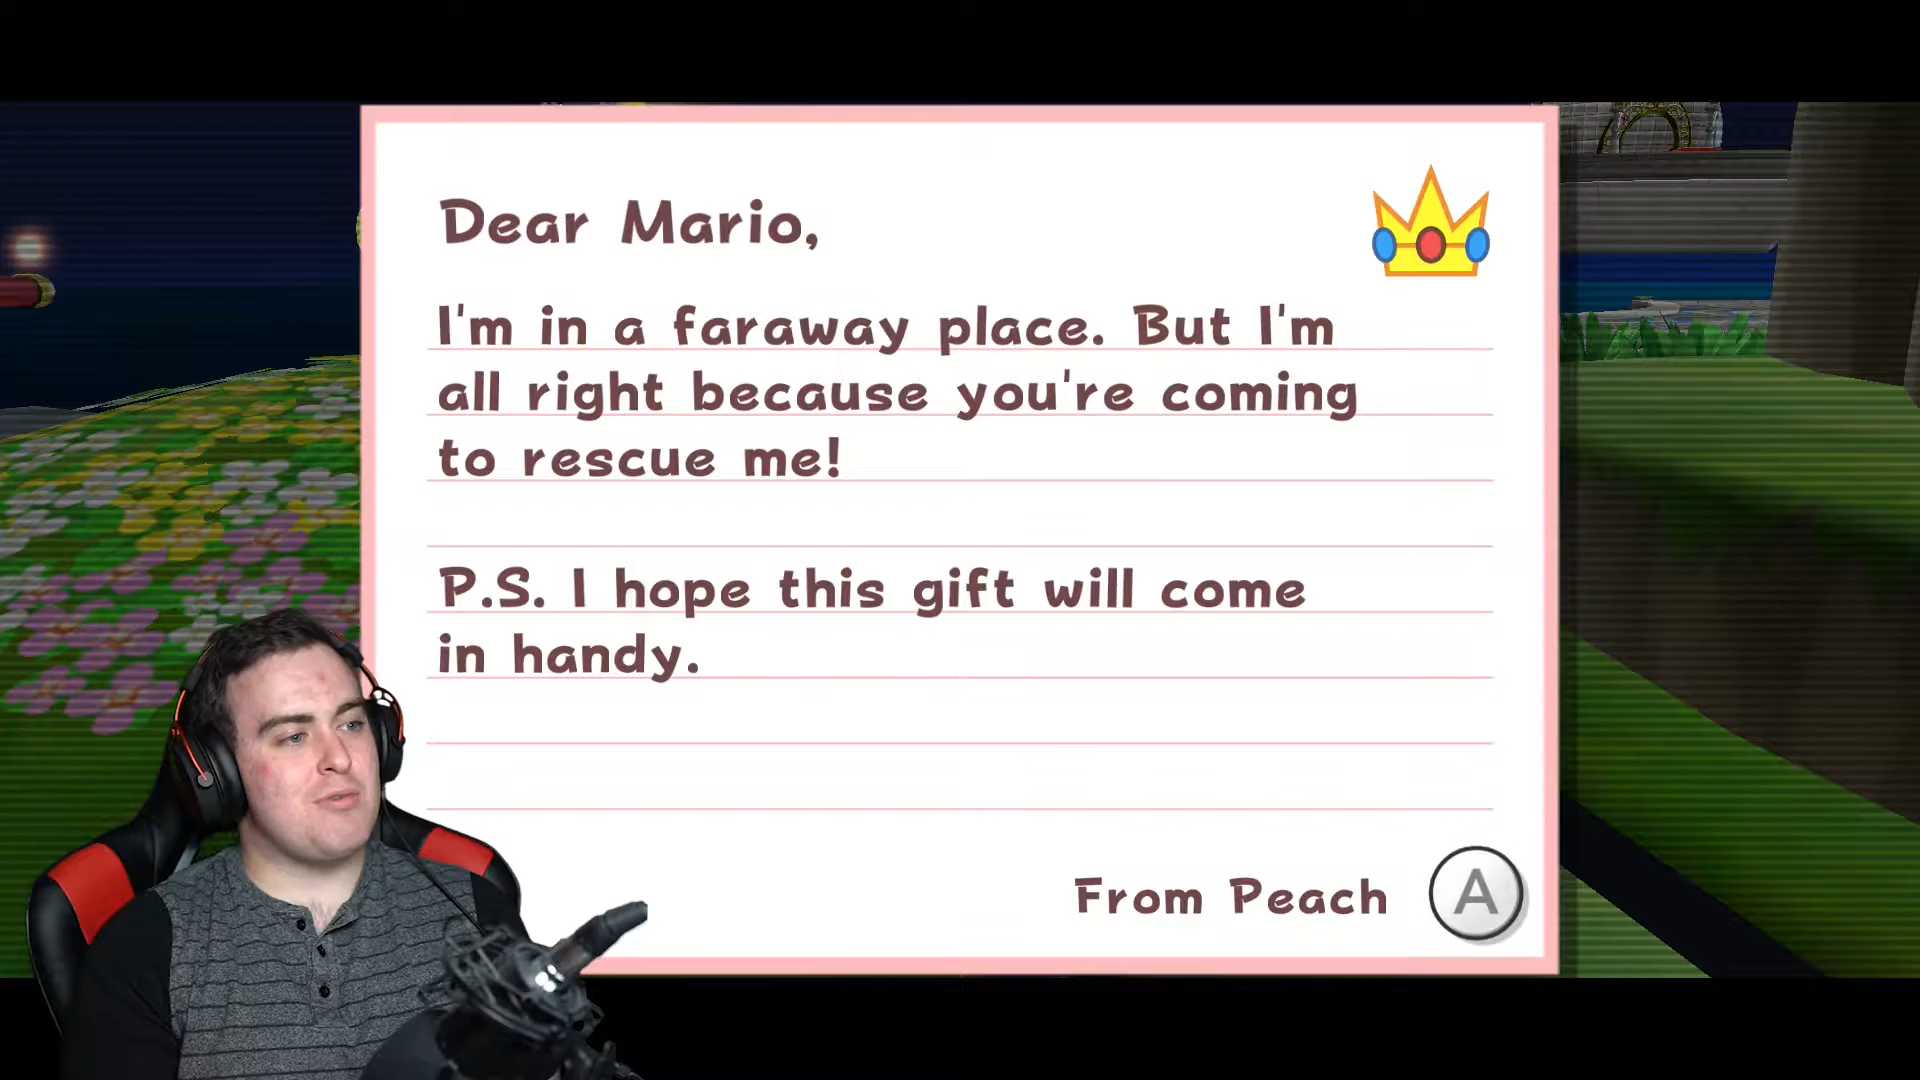 Dear Mario,
I'm in a faraway place. But I'm
all right because you're coming
to rescue me!
P.S. I hope this gift will come
in handy.
From Peach A